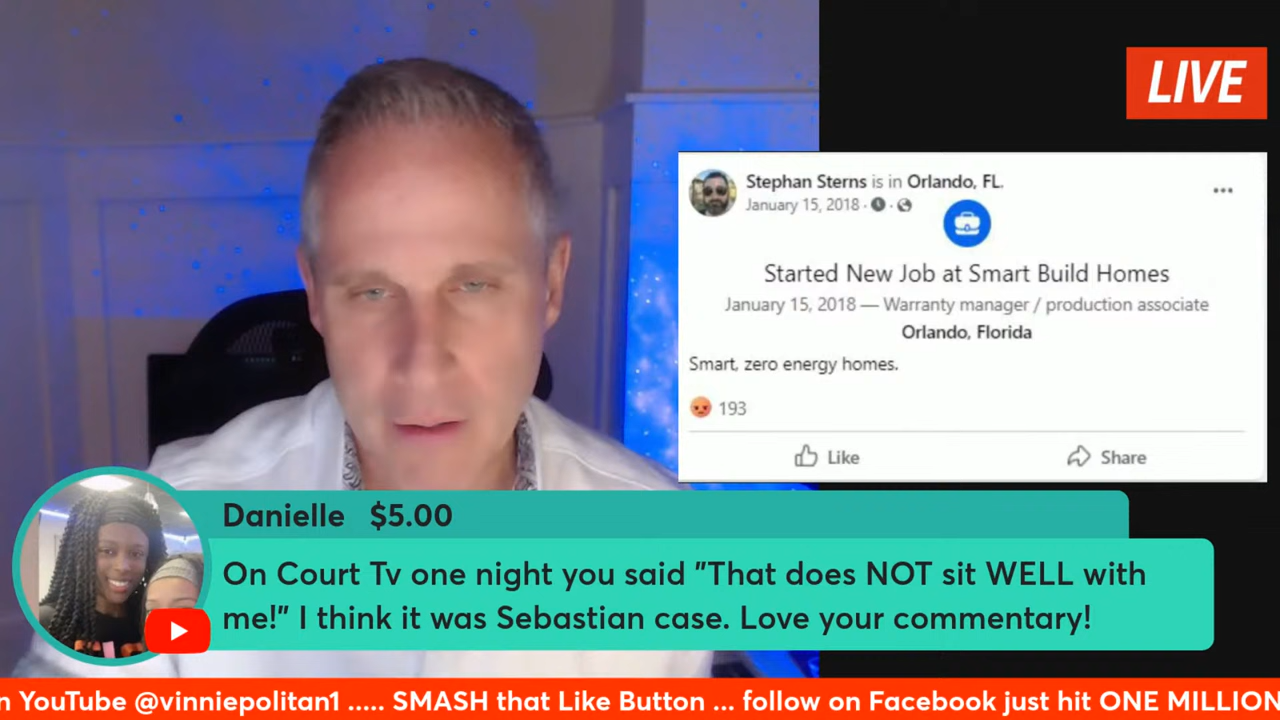 LIVE
Stephan Sterns is in Orlando, FL.
January 15, 2018 · ·
Started New Job at Smart Build Homes
January 15, 2018 — Warranty manager / production associate
Orlando, Florida
Smart, zero energy homes.
193
Like Share
Danielle $5.00
On Court Tv one night you said "That does NOT sit WELL with
me!" I think it was Sebastian case. Love your commentary!
n YouTube @vinniepolitan1 ..... SMASH that Like Button ... follow on Facebook just hit ONE MILLION